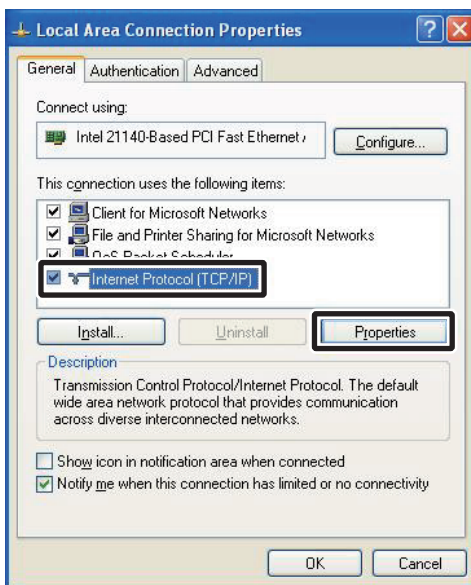 Local Area Connection Properties
General Authentication Advanced
Connect using:
Intel 21140-Based PCI Fast Ethernet
Configure...
This connection uses the following items:
Client for Microsoft Networks
File and Printer Sharing for Microsoft Networks
QoS Packet Scheduler
Internet Protocol (TCP/IP)
Install... Uninstall Properties
Description
Transmission Control Protocol/Internet Protocol. The default
wide area network protocol that provides communication
across diverse interconnected networks.
Show icon in notification area when connected
Notify me when this connection has limited or no connectivity
OK Cancel